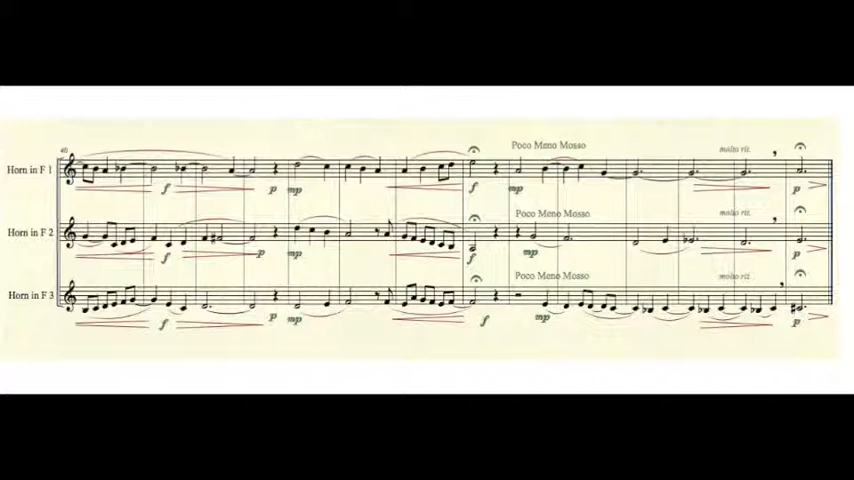 40
Horn in F 1
Poco Meno Mosso
molto rit.
f
p
mp
f
mp
p
Horn in F 2
Poco Meno Mosso
molto rit.
f
p
mp
f
mp
p
Horn in F 3
Poco Meno Mosso
molto rit.
f
p
mp
f
mp
p